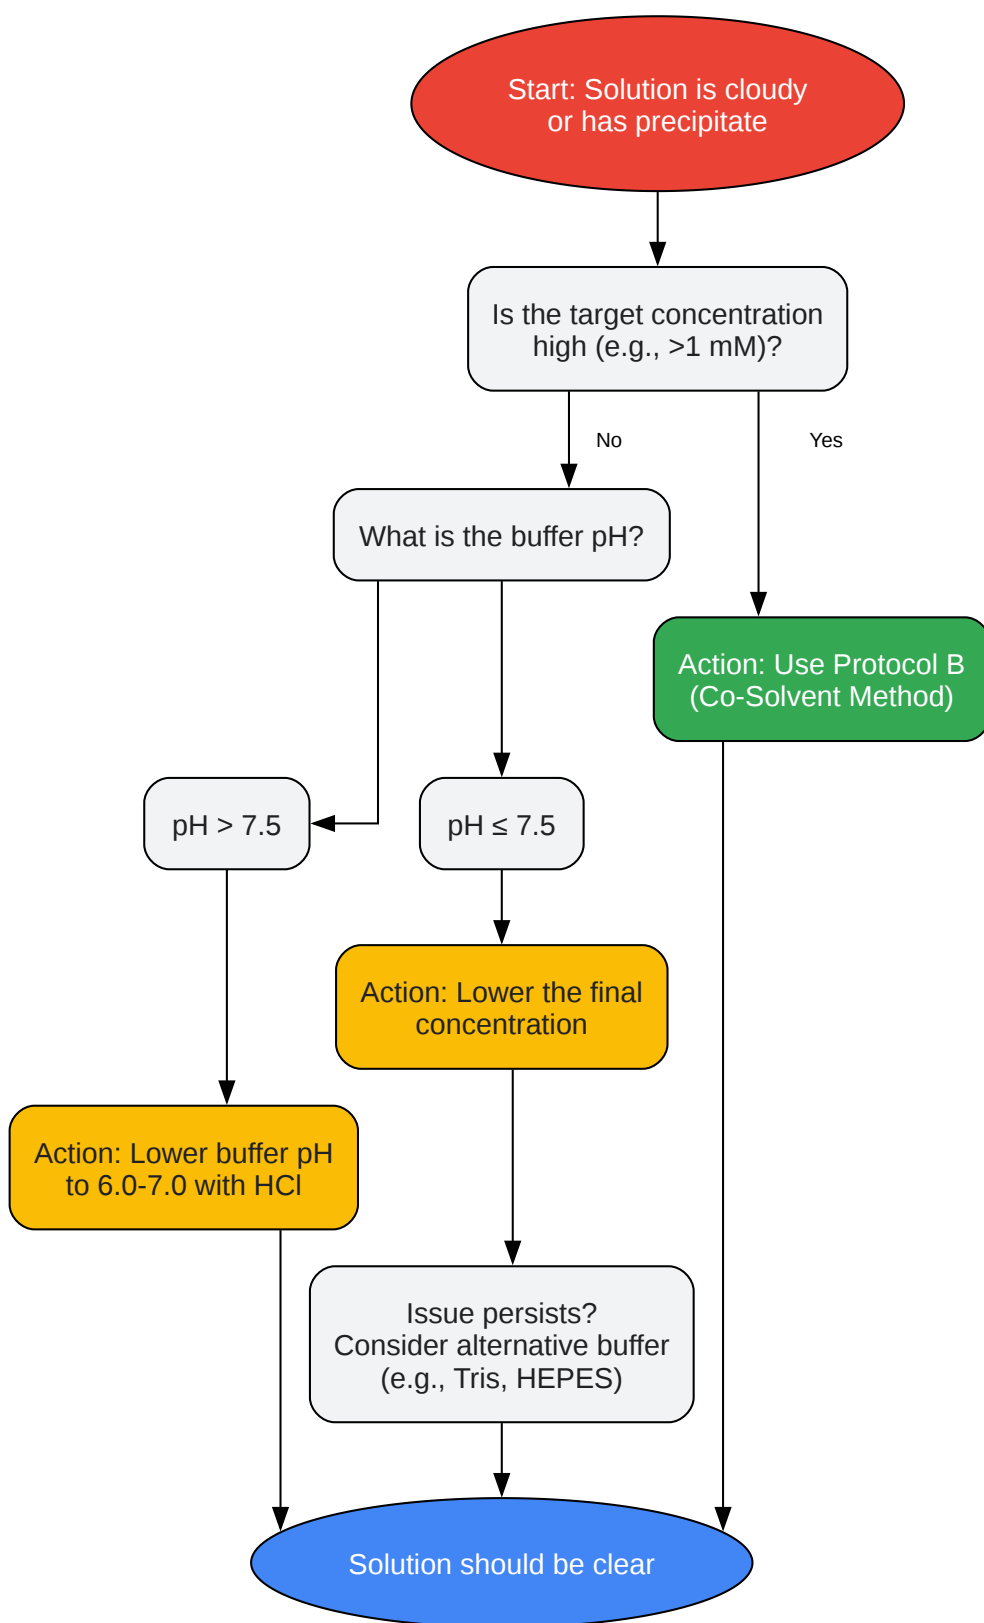 Start: Solution is cloudy
or has precipitate
Is the target concentration
high (e.g., >1 mM)?
No
Yes
What is the buffer pH?
Action: Use Protocol B
(Co-Solvent Method)
pH > 7.5
pH ≤ 7.5
Action: Lower the final
concentration
Action: Lower buffer pH
to 6.0-7.0 with HCl
Issue persists?
Consider alternative buffer
(e.g., Tris, HEPES)
Solution should be clear